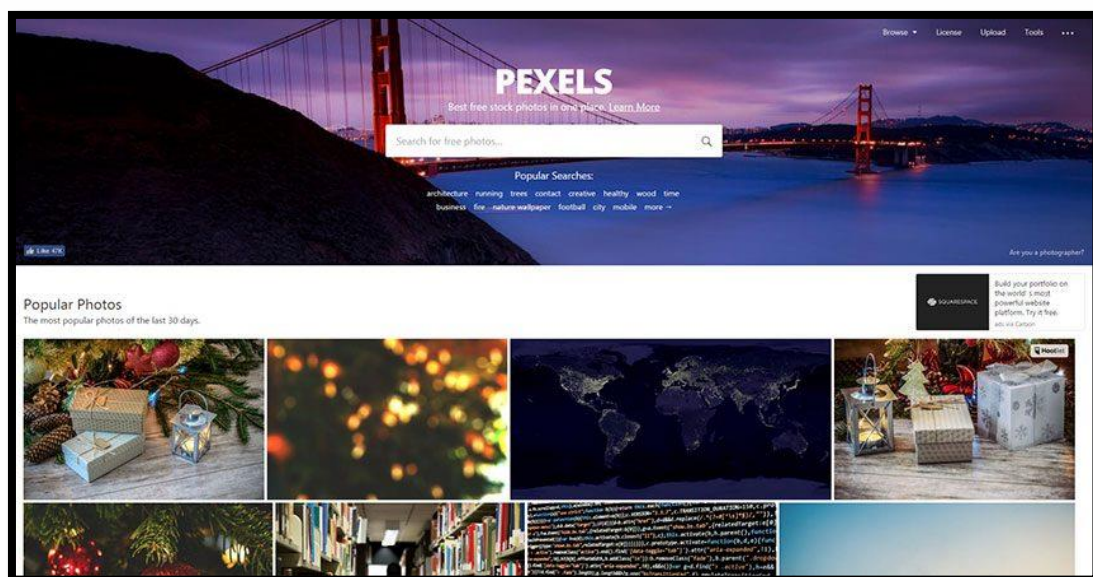 Browse License Upload Tools
PEXELS
Best free stock photos in one place. Learn More
Search for free photos...
Popular Searches:
architecture running trees contact creative healthy wood time
business fire nature wallpaper football city mobile more →
Like 47K
Are you a photographer?
Popular Photos
The most popular photos of the last 30 days.
SQUARESPACE
Build your portfolio on
the world's most
powerful website
platform. Try it free.
ads via Carbon